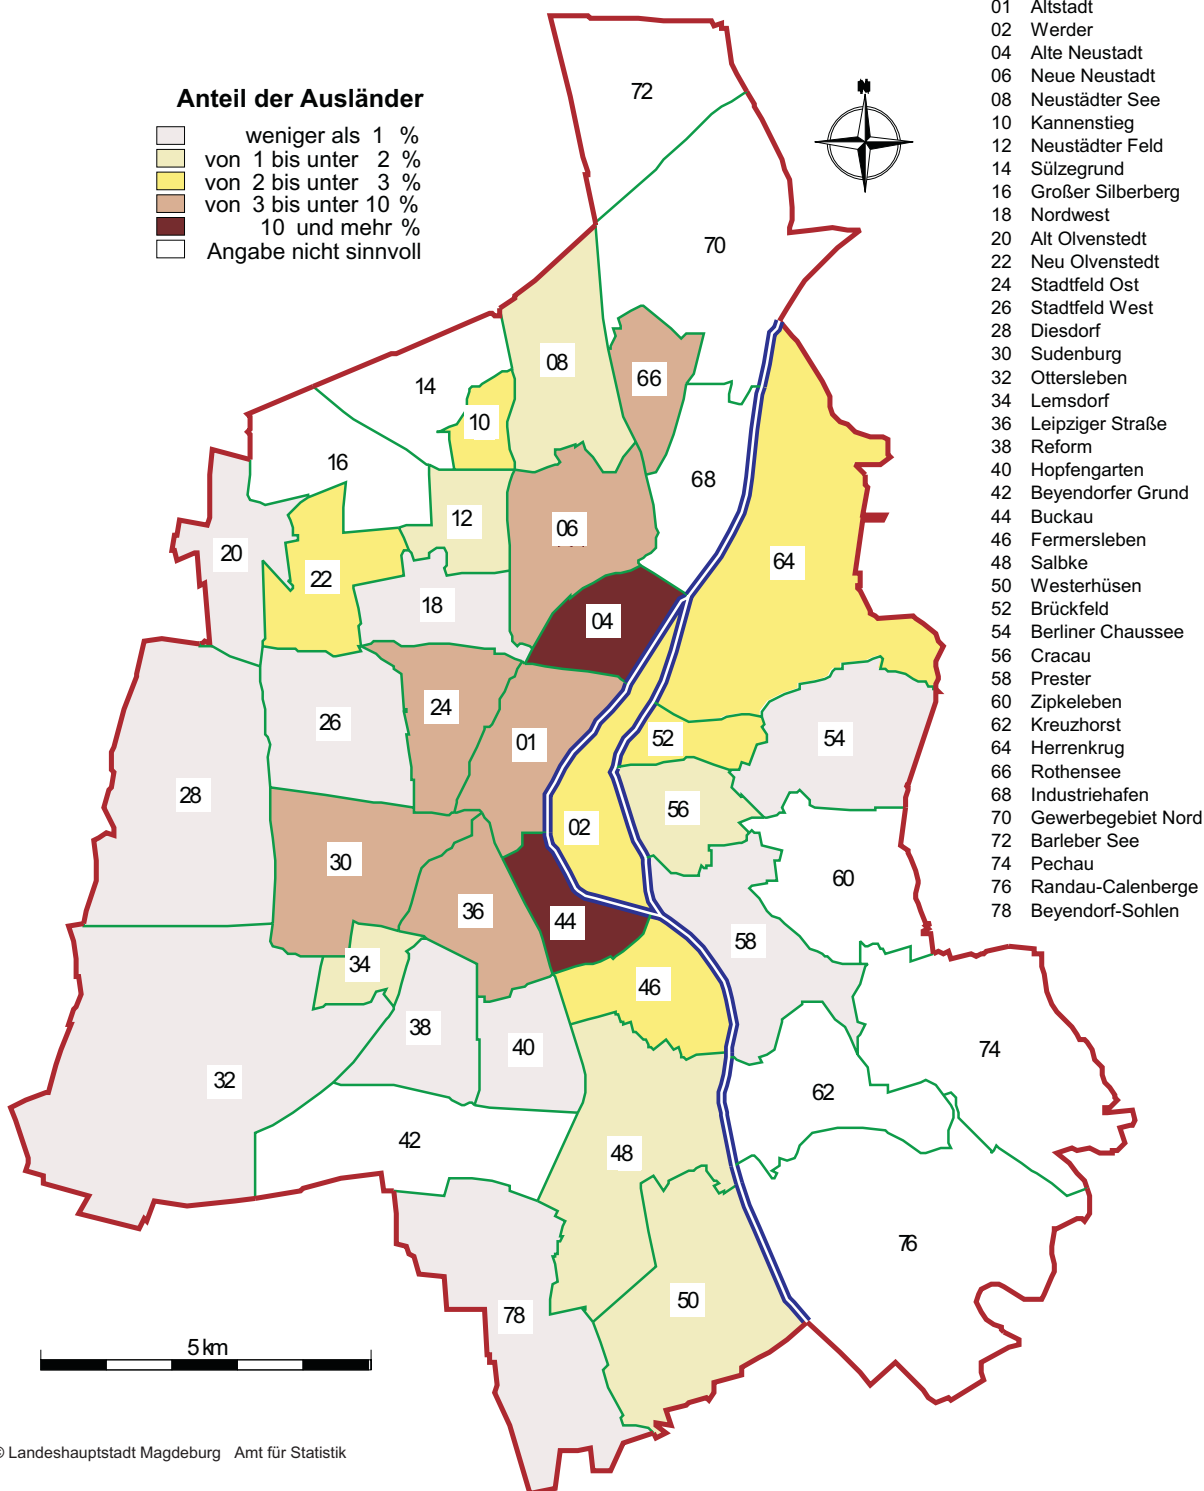 Anteil der Ausländer
weniger als 1 %
von 1 bis unter 2 %
von 2 bis unter 3 %
von 3 bis unter 10 %
10 und mehr %
Angabe nicht sinnvoll
N
01 Altstadt
02 Werder
04 Alte Neustadt
06 Neue Neustadt
08 Neustädter See
10 Kannenstieg
12 Neustädter Feld
14 Sülzegrund
16 Großer Silberberg
18 Nordwest
20 Alt Olvenstedt
22 Neu Olvenstedt
24 Stadtfeld Ost
26 Stadtfeld West
28 Diesdorf
30 Sudenburg
32 Ottersleben
34 Lemsdorf
36 Leipziger Straße
38 Reform
40 Hopfengarten
42 Beyendorfer Grund
44 Buckau
46 Fermersleben
48 Salbke
50 Westerhüsen
52 Brückfeld
54 Berliner Chaussee
56 Cracau
58 Prester
60 Zipkeleben
62 Kreuzhorst
64 Herrenkrug
66 Rothensee
68 Industriehafen
70 Gewerbegebiet Nord
72 Barleber See
74 Pechau
76 Randau-Calenberge
78 Beyendorf-Sohlen
72
70
08
66
14
10
16
68
12
06
20
64
22
18
04
24
26
01
52
54
28
56
02
30
60
36
44
58
34
46
38
40
74
32
62
42
48
76
50
78
5 km
© Landeshauptstadt Magdeburg Amt für Statistik